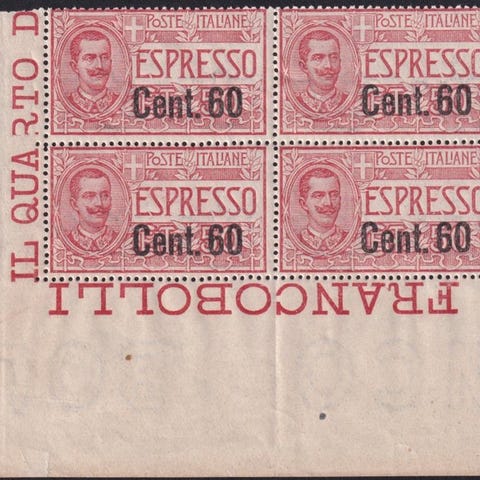 POSTE ITALIANE POSTE ITALIANE
ESPRESSO ESPRESSO
Cent. 60 Cent. 60
POSTE ITALIANE POSTE ITALIANE
ESPRESSO ESPRESSO
Cent. 60 Cent. 60
IL QUARTO D
FRANCOBOLLI